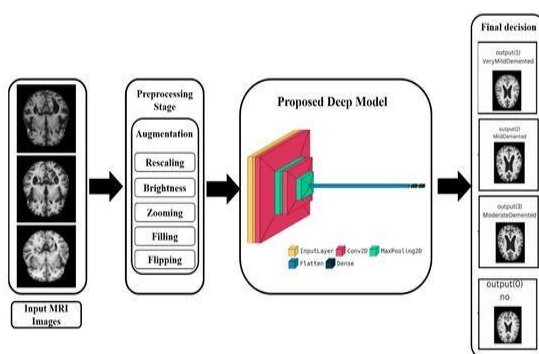 Input MRI
Images
Preprocessing
Stage
Augmentation
Rescaling
Brightness
Zooming
Filling
Flipping
Proposed Deep Model
InputLayer Conv2D MaxPooling2D
Flatten Dense
Final decision
output(1)
VeryMildDemented
output(2)
MildDemented
output(3)
ModerateDemented
output(0)
no